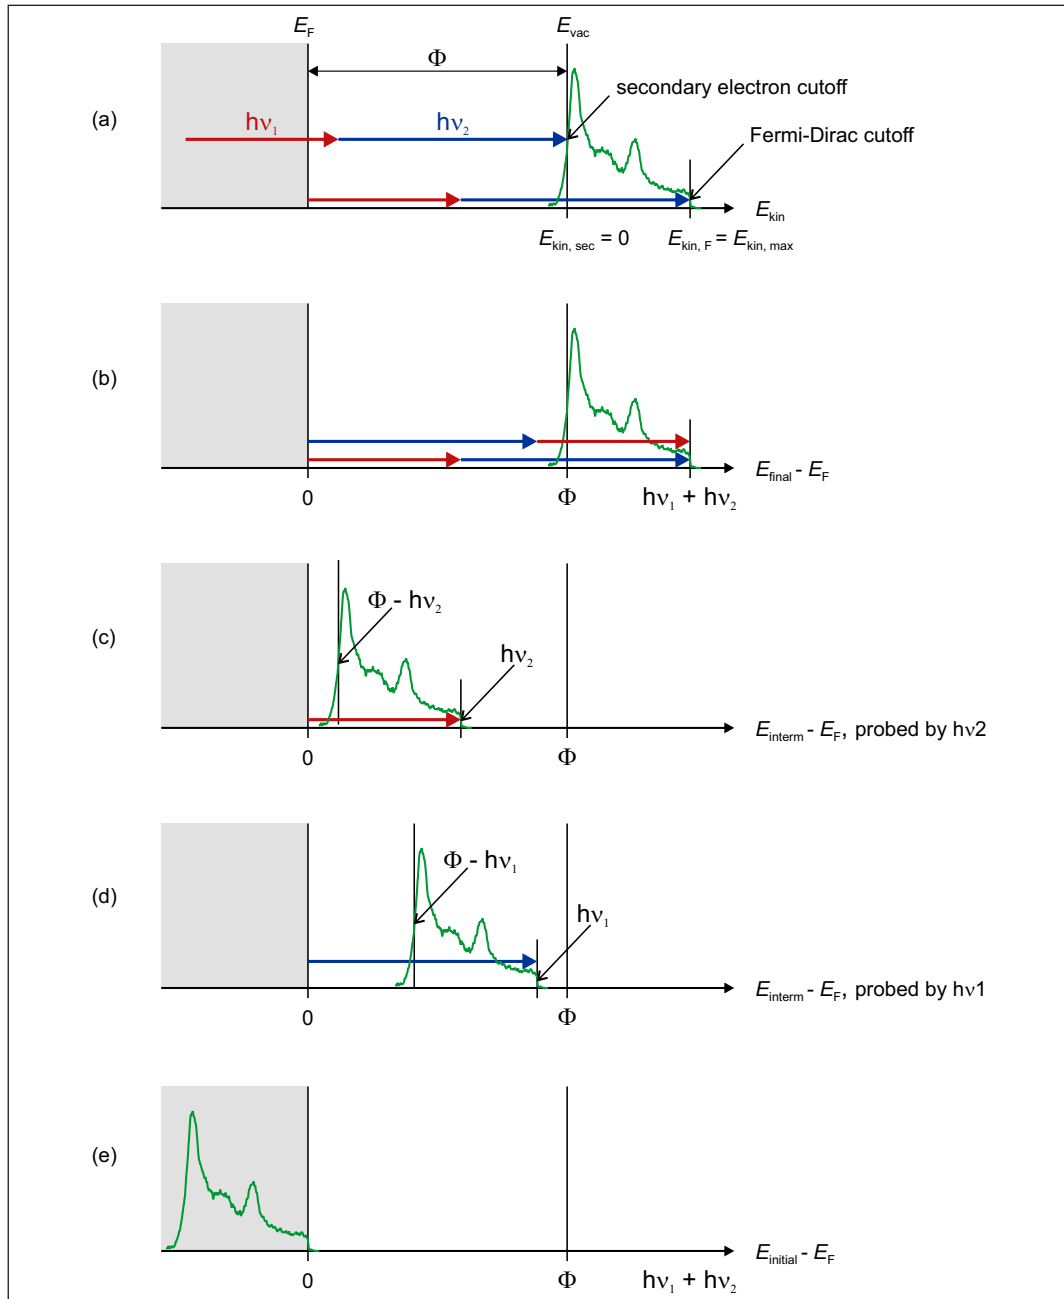 E_F E_vac
Φ
secondary electron cutoff
(a)
hν₁ hν₂
Fermi-Dirac cutoff
E_kin
E_kin, sec = 0 E_kin, F = E_kin, max
(b)
E_final - E_F
0 Φ hν₁ + hν₂
Φ - hν₂
(c)
hν₂
E_interm - E_F, probed by hν2
0 Φ
Φ - hν₁
(d)
hν₁
E_interm - E_F, probed by hν1
0 Φ
(e)
E_initial - E_F
0 Φ hν₁ + hν₂